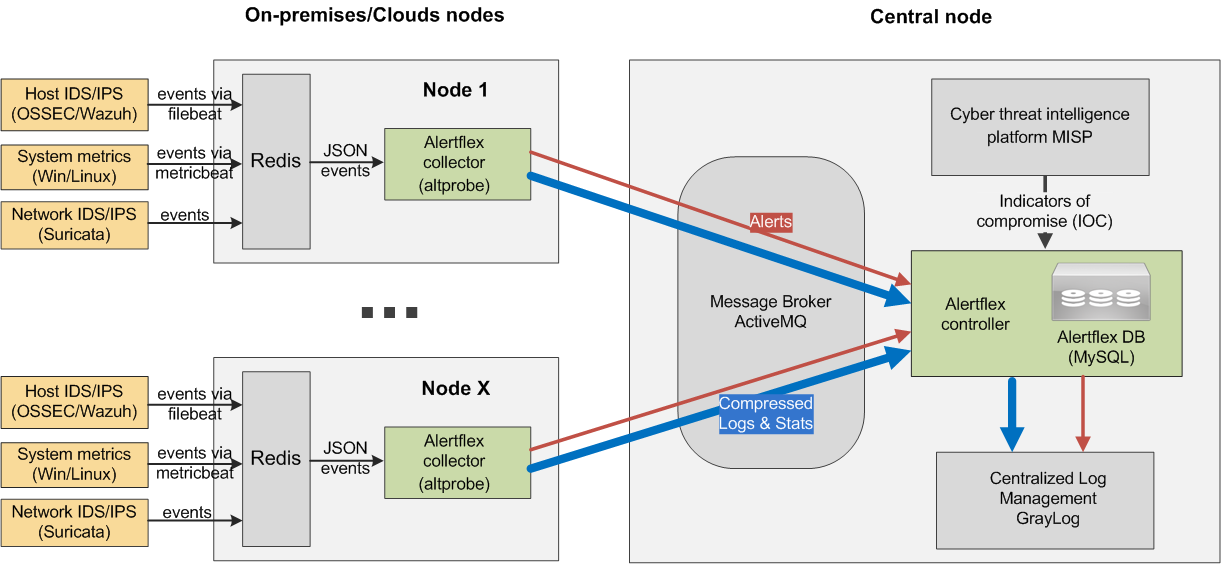 On-premises/Clouds nodes
Central node
Host IDS/IPS
(OSSEC/Wazuh)
events via
filebeat
System metrics
(Win/Linux)
events via
metricbeat
Network IDS/IPS
(Suricata)
events
Redis
JSON
events
Node 1
Alertflex
collector
(altprobe)
Host IDS/IPS
(OSSEC/Wazuh)
events via
filebeat
System metrics
(Win/Linux)
events via
metricbeat
Network IDS/IPS
(Suricata)
events
Redis
JSON
events
Node X
Alertflex
collector
(altprobe)
Alerts
Message Broker
ActiveMQ
Compressed
Logs & Stats
Cyber threat intelligence
platform MISP
Indicators of
compromise (IOC)
Alertflex
controller
Alertflex DB
(MySQL)
Centralized Log
Management
GrayLog